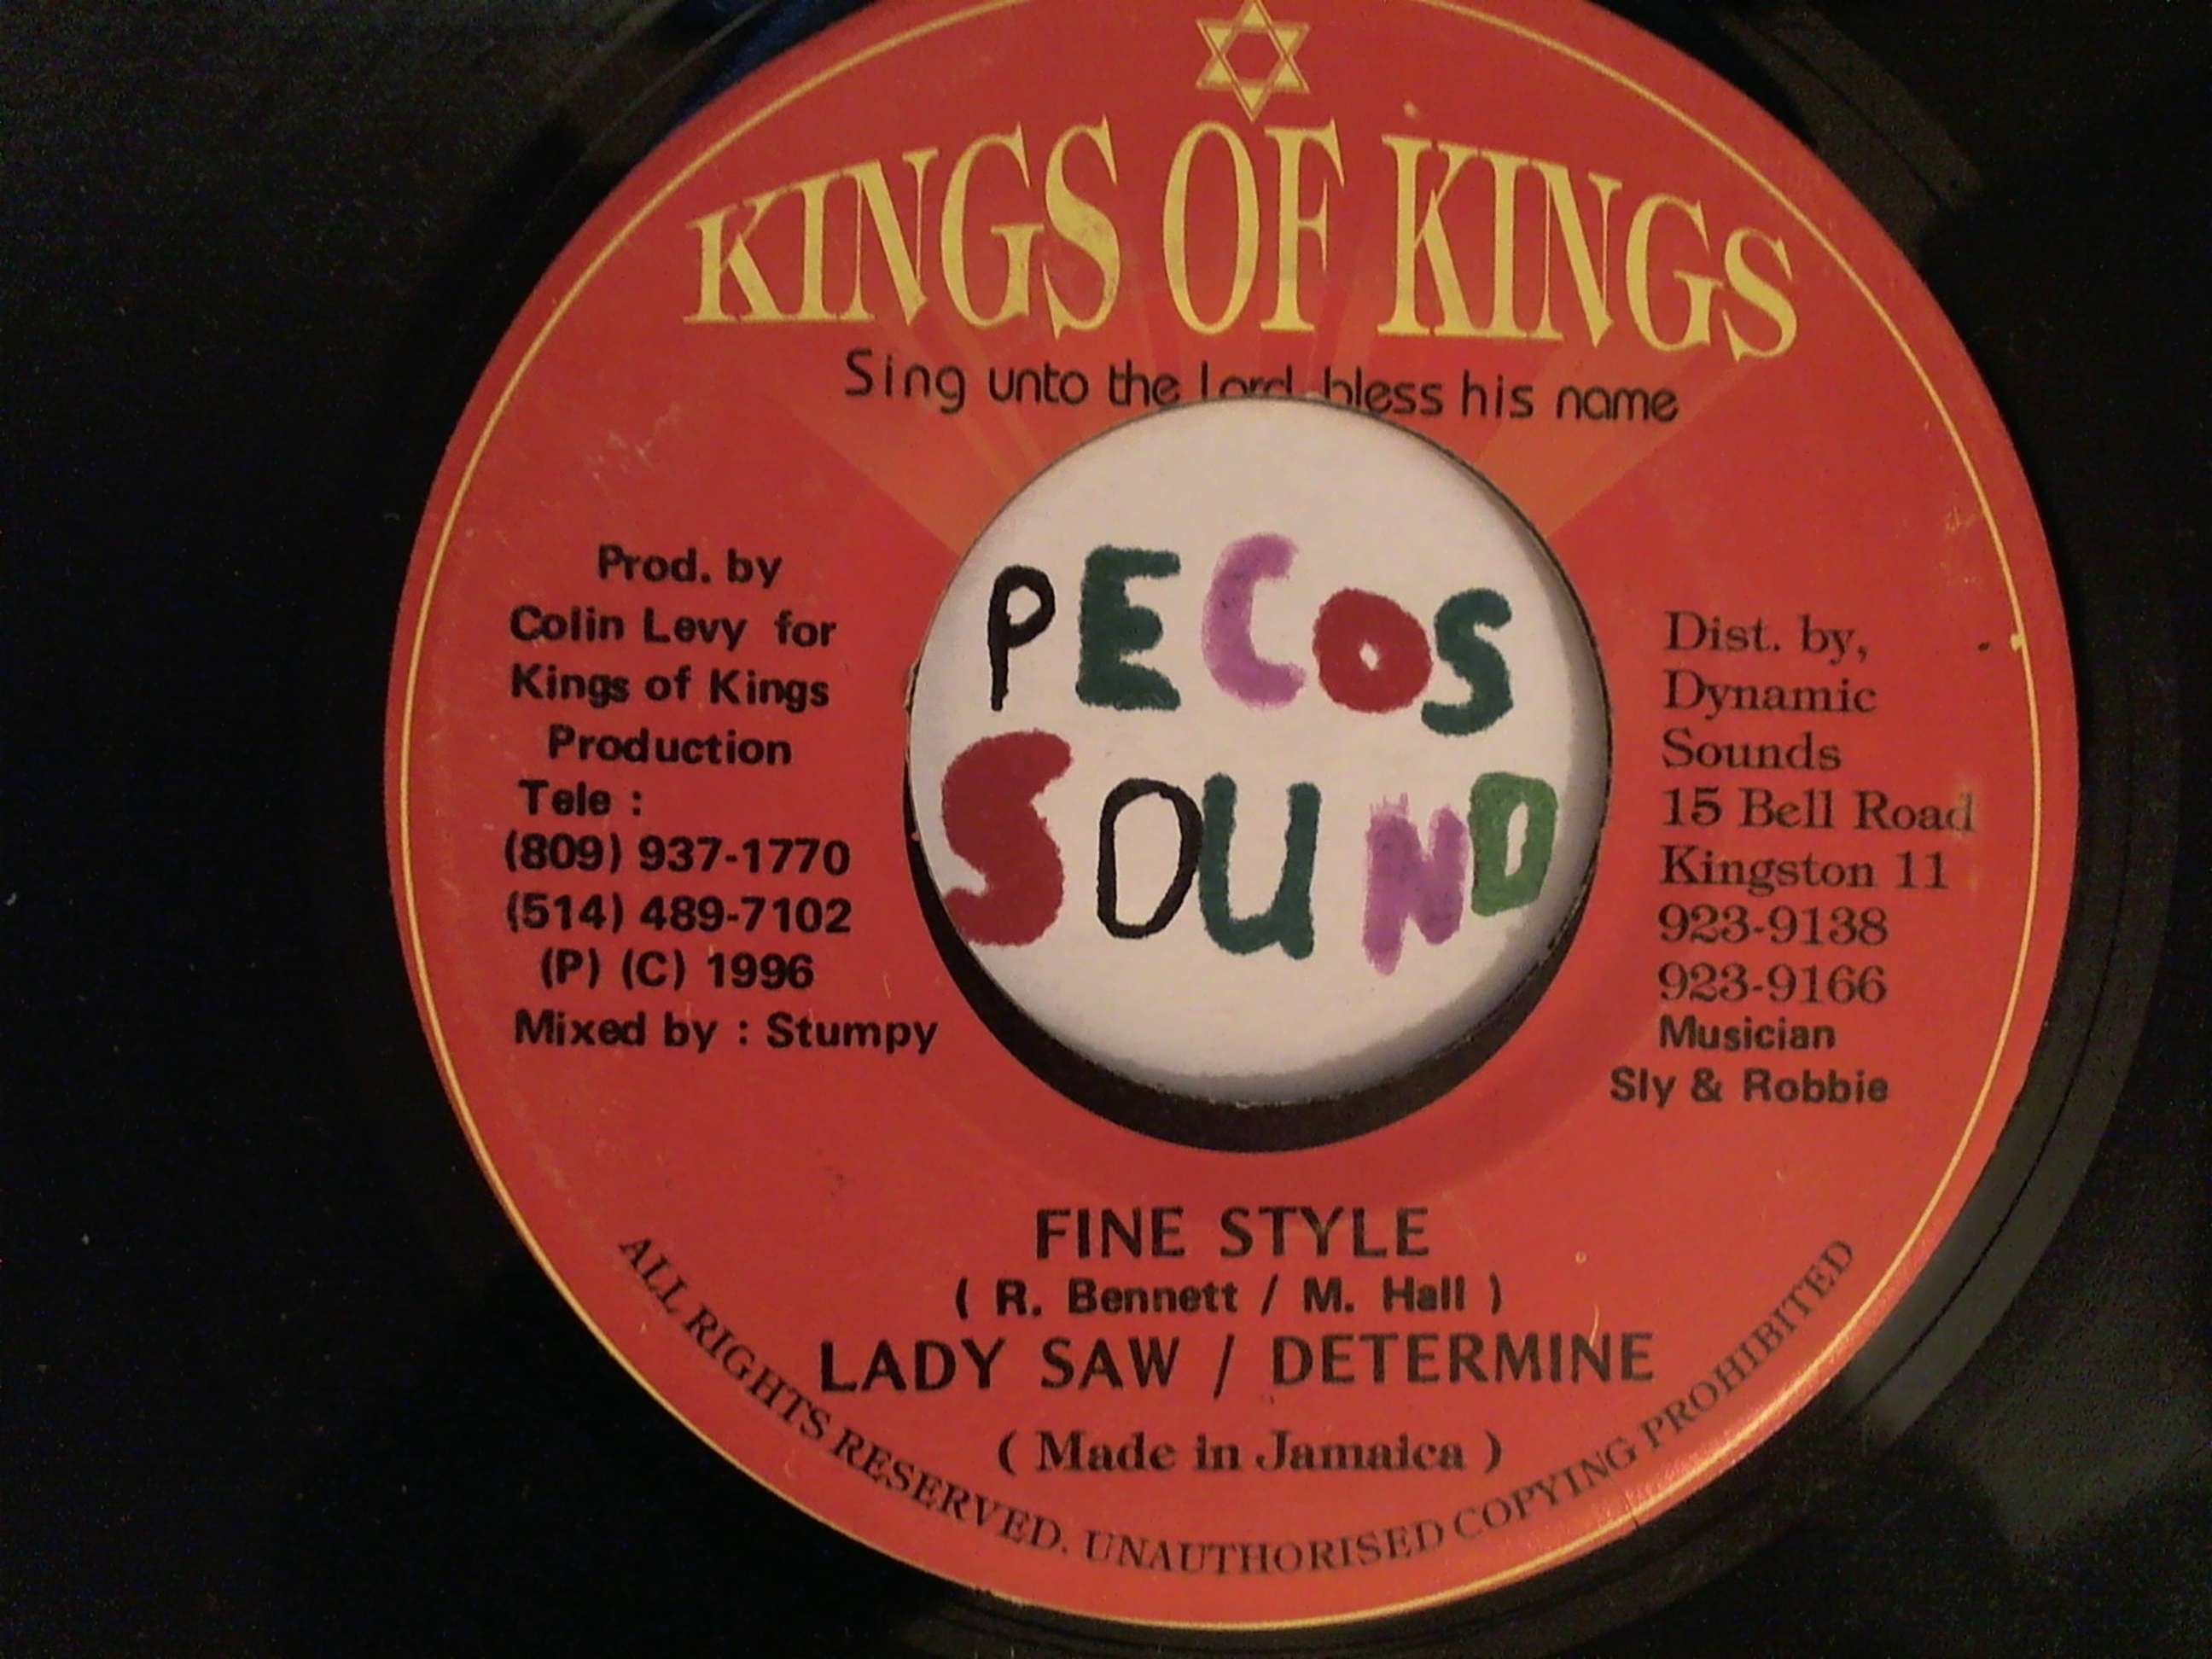 KINGS OF KINGS
Sing unto the Lord bless his name
Prod. by
Colin Levy for
Kings of Kings
Production
Tele :
(809) 937-1770
(514) 489-7102
(P) (C) 1996
Mixed by : Stumpy
PECOS
SOUND
Dist. by,
Dynamic
Sounds
15 Bell Road
Kingston 11
923-9138
923-9166
Musician
Sly & Robbie
FINE STYLE
( R. Bennett / M. Hall )
LADY SAW / DETERMINE
( Made in Jamaica )
ALL RIGHTS RESERVED. UNAUTHORISED COPYING PROHIBITED